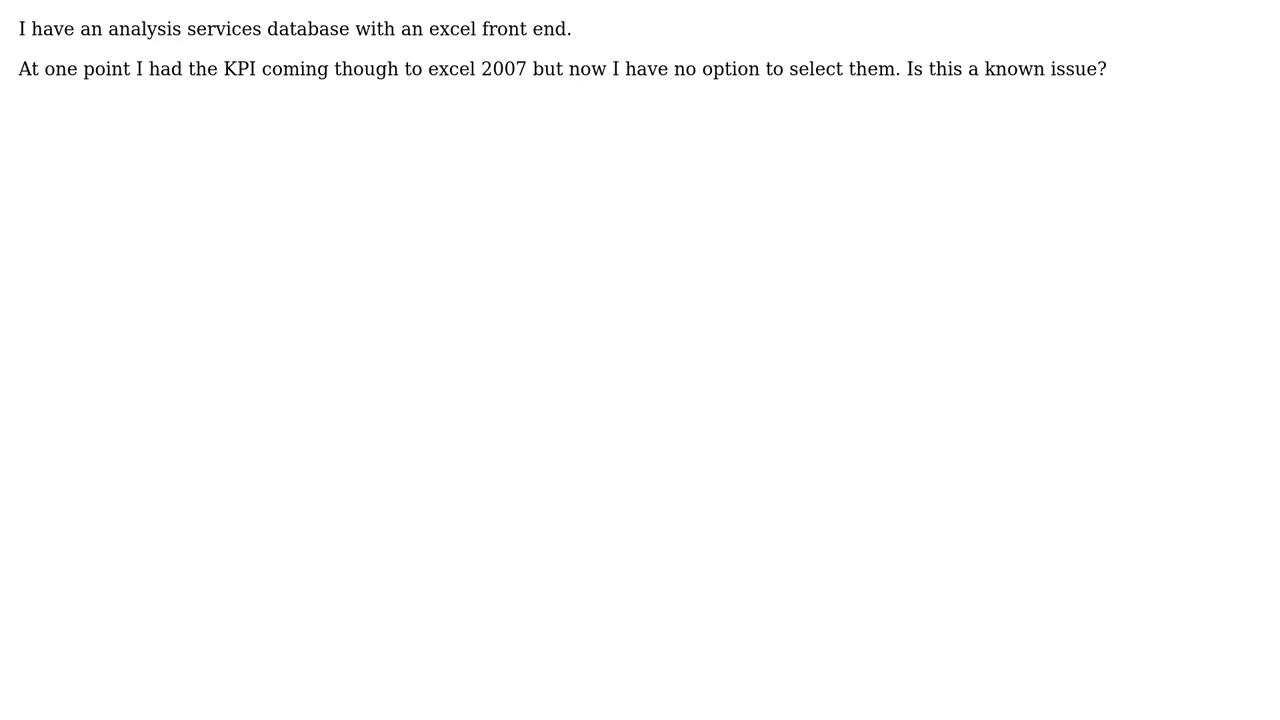 I have an analysis services database with an excel front end.
At one point I had the KPI coming though to excel 2007 but now I have no option to select them. Is this a known issue?